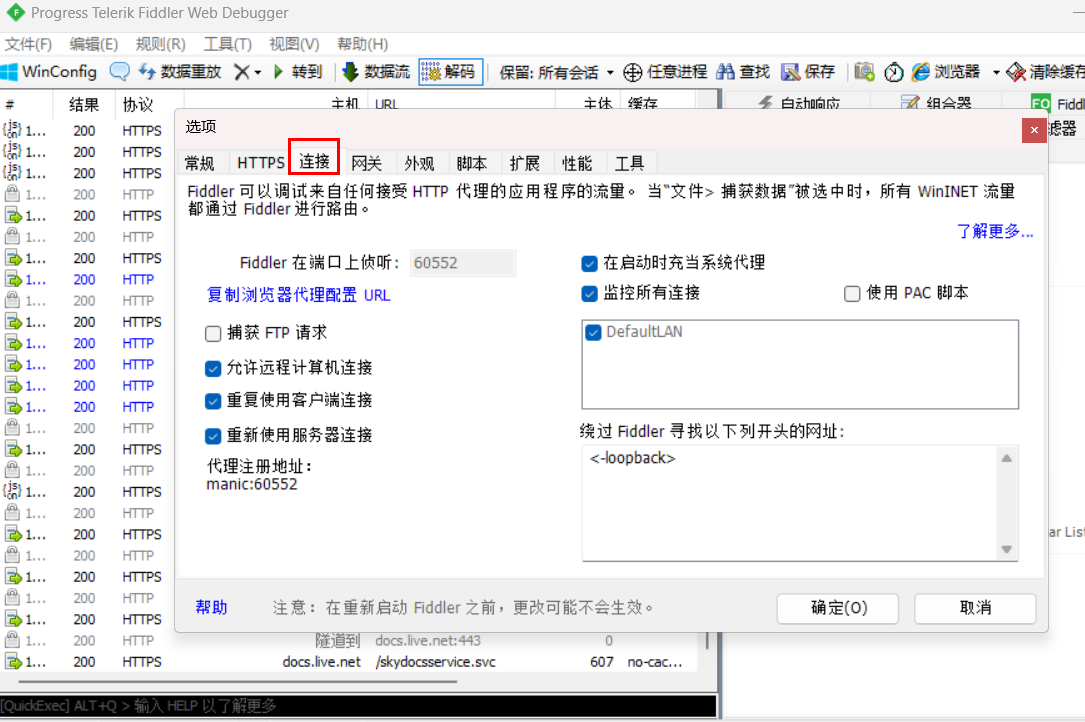 Progress Telerik Fiddler Web Debugger
文件(F) 编辑(E) 规则(R) 工具(T) 视图(V) 帮助(H)
WinConfig 数据重放 转到 数据流 解码 保留: 所有会话 任意进程 查找 保存 浏览器 清除缓存
# 结果 协议 主机 URL 主体 缓存 自动响应 组合器 FO Fiddl
选项
滤器
{js on} 1... 200 HTTPS
{js on} 1... 200 HTTPS
{js on} 1... 200 HTTPS
1... 200 HTTP
1... 200 HTTPS
1... 200 HTTP
1... 200 HTTPS
1... 200 HTTP
1... 200 HTTP
1... 200 HTTPS
1... 200 HTTP
1... 200 HTTP
1... 200 HTTP
1... 200 HTTP
1... 200 HTTP
1... 200 HTTPS
1... 200 HTTP
{js on} 1... 200 HTTPS
1... 200 HTTP
1... 200 HTTPS
1... 200 HTTP
1... 200 HTTPS
1... 200 HTTP
1... 200 HTTPS
1... 200 HTTP 隧道到 docs.live.net:443 0
1... 200 HTTPS docs.live.net /skydocsservice.svc 607 no-cac...
常规 HTTPS 连接 网关 外观 脚本 扩展 性能 工具
Fiddler 可以调试来自任何接受 HTTP 代理的应用程序的流量。 当“文件> 捕获数据”被选中时，所有 WinINET 流量
都通过 Fiddler 进行路由。
了解更多...
Fiddler 在端口上侦听: 60552
复制浏览器代理配置 URL
捕获 FTP 请求
允许远程计算机连接
重复使用客户端连接
重新使用服务器连接
代理注册地址:
manic:60552
在启动时充当系统代理
监控所有连接 使用 PAC 脚本
DefaultLAN
绕过 Fiddler 寻找以下列开头的网址:
<-loopback>
ar List
帮助 注意: 在重新启动 Fiddler 之前，更改可能不会生效。 确定(O) 取消
[QuickExec] ALT+Q > 输入 HELP 以了解更多